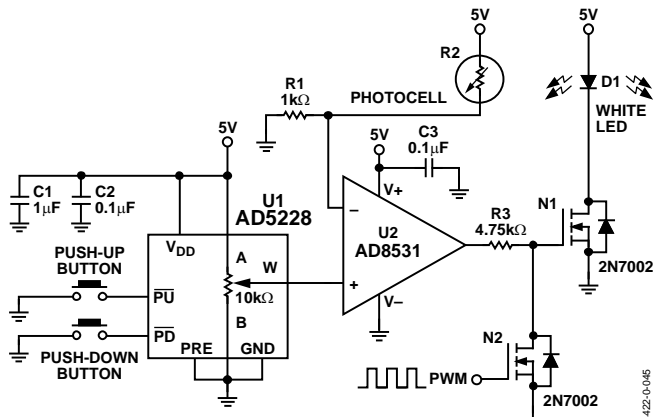 5V
5V
R2
R1
1kΩ
PHOTOCELL
D1
WHITE
LED
5V
5V
C3
0.1µF
C1
1µF
C2
0.1µF
U1
AD5228
V+
–
U2
AD8531
+
V–
R3
4.75kΩ
N1
2N7002
VDD
A
W
10kΩ
B
PUSH-UP
BUTTON
PU
PD
PUSH-DOWN
BUTTON
PRE
GND
PWM
N2
2N7002
422-0-045